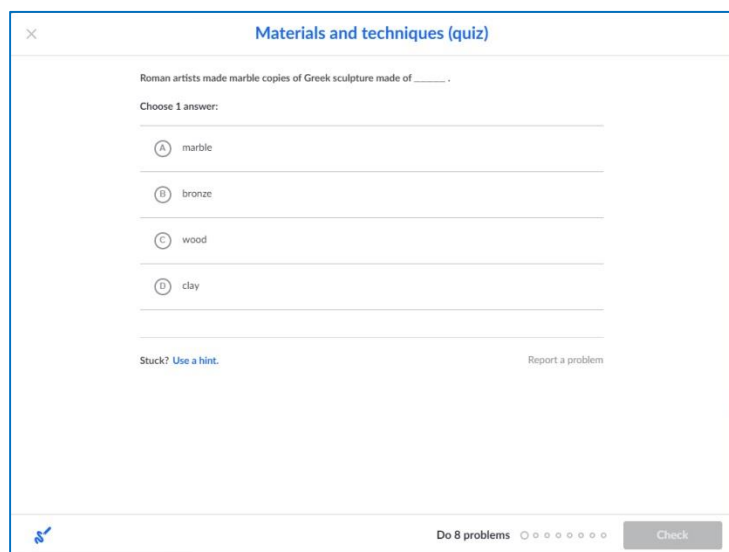 Materials and techniques (quiz)
Roman artists made marble copies of Greek sculpture made of ______ .
Choose 1 answer:
A marble
B bronze
C wood
D clay
Stuck? Use a hint. Report a problem
Do 8 problems Check